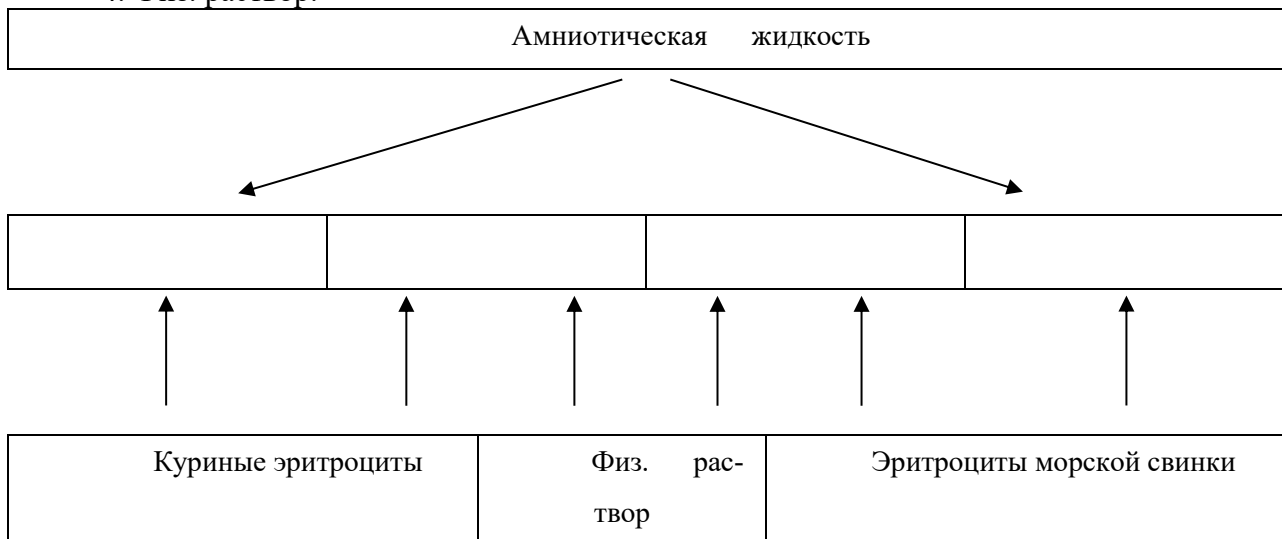 Амниотическая жидкость
Куриные эритроциты
Физ. рас-
твор
Эритроциты морской свинки